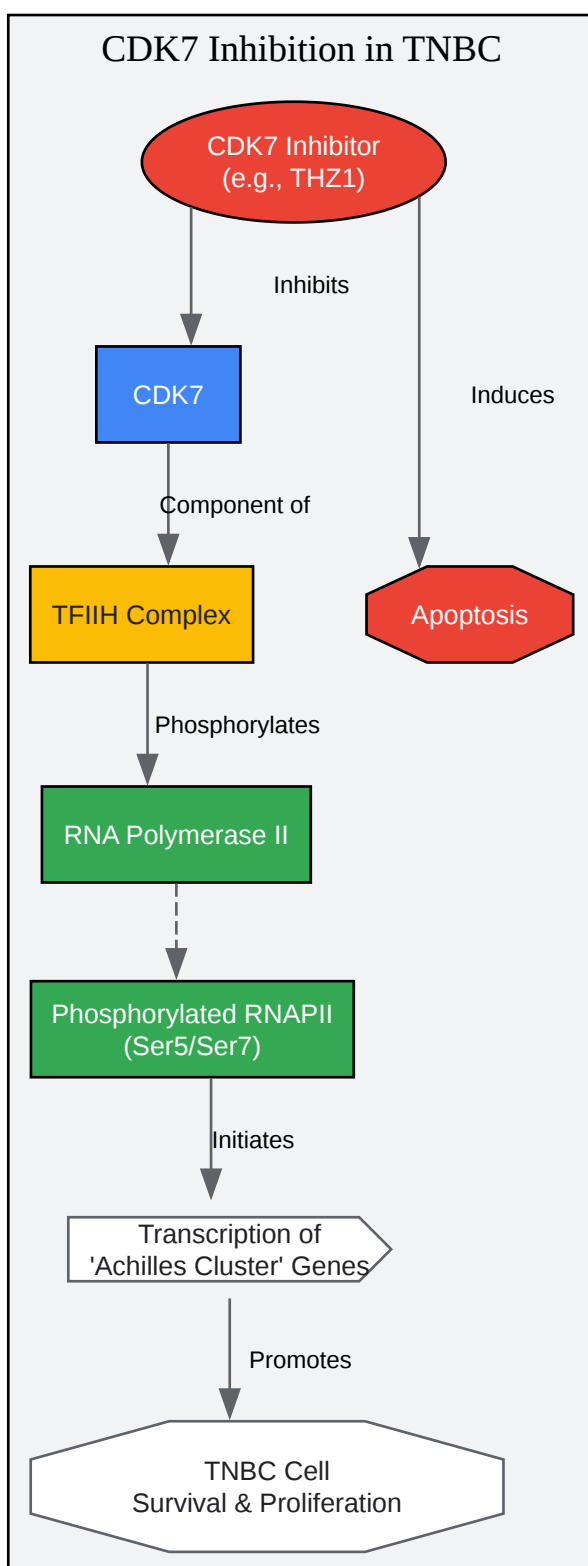 CDK7 Inhibition in TNBC
CDK7 Inhibitor
(e.g., THZ1)
Inhibits
CDK7
Induces
Component of
TFIIH Complex
Apoptosis
Phosphorylates
RNA Polymerase II
Phosphorylated RNAPII
(Ser5/Ser7)
Initiates
Transcription of
'Achilles Cluster' Genes
Promotes
TNBC Cell
Survival & Proliferation